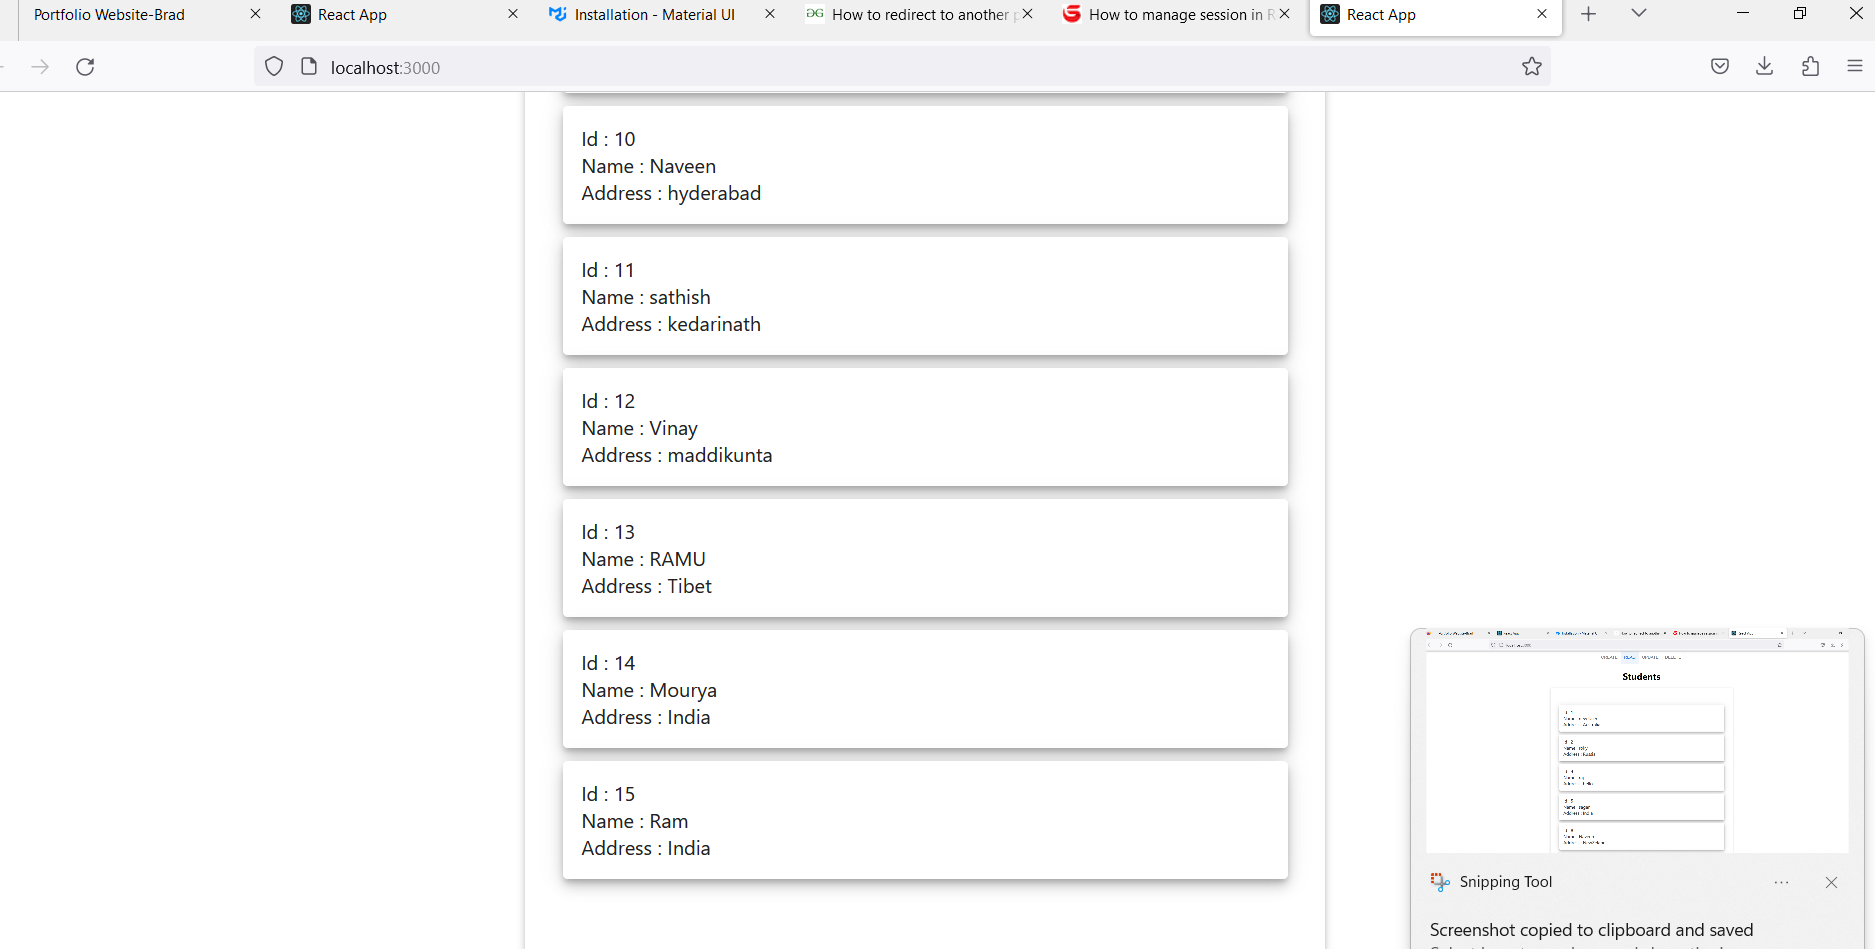 Portfolio Website-Brad
React App
Installation - Material UI
How to redirect to another p
How to manage session in R
React App
localhost:3000
Id : 10
Name : Naveen
Address : hyderabad
Id : 11
Name : sathish
Address : kedarinath
Id : 12
Name : Vinay
Address : maddikunta
Id : 13
Name : RAMU
Address : Tibet
Id : 14
Name : Mourya
Address : India
Id : 15
Name : Ram
Address : India
Students
Snipping Tool
Screenshot copied to clipboard and saved